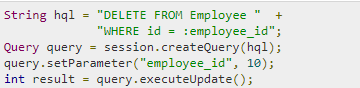 String hql = "DELETE FROM Employee "  +
             "WHERE id = :employee_id";
Query query = session.createQuery(hql);
query.setParameter("employee_id", 10);
int result = query.executeUpdate();